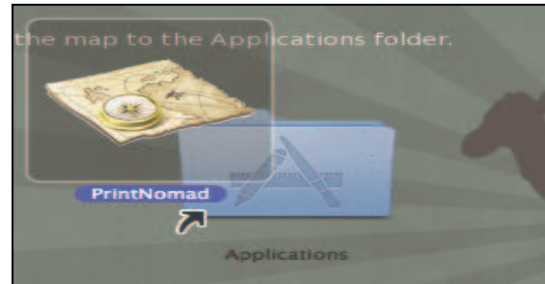 the map to the Applications folder.
PrintNomad
Applications